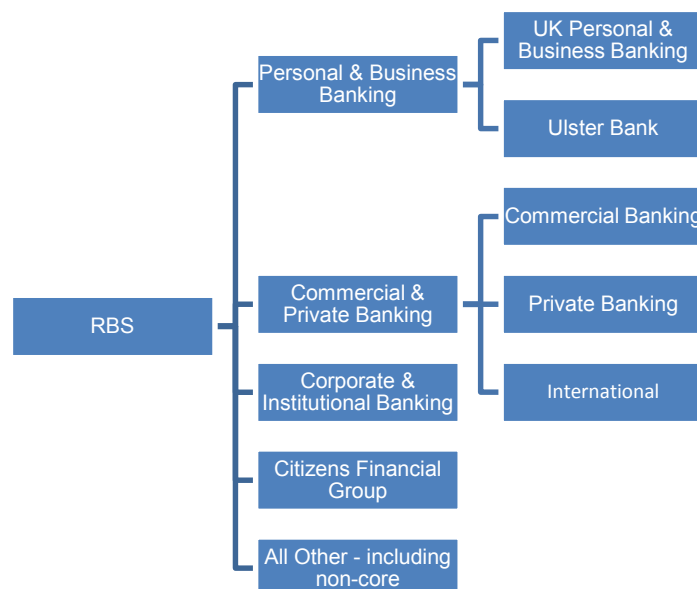 UK Personal &
Business Banking
Personal & Business
Banking
Ulster Bank
Commercial Banking
RBS
Commercial &
Private Banking
Private Banking
Corporate &
Institutional Banking
International
Citizens Financial
Group
All Other - including
non-core